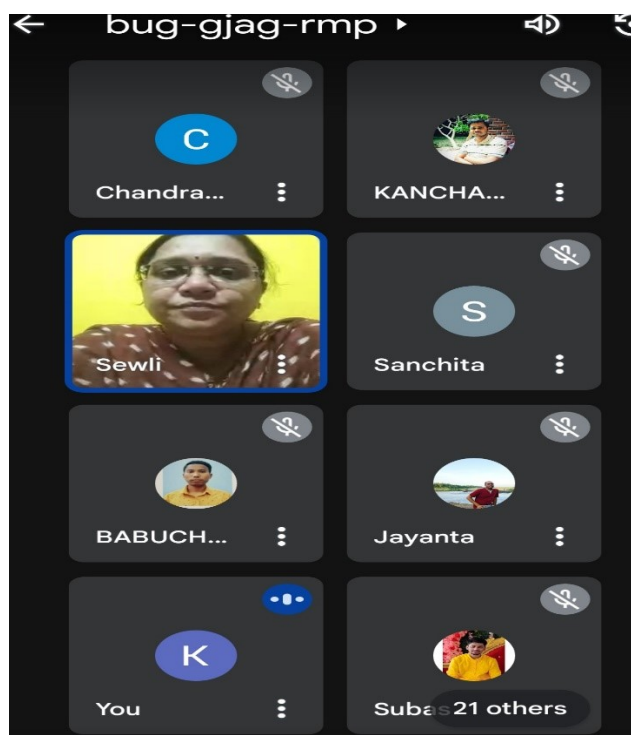 bug-gjag-rmp
C
Chandra...
KANCHA...
Sewli
S
Sanchita
BABUCH...
Jayanta
K
You
Subas
21 others